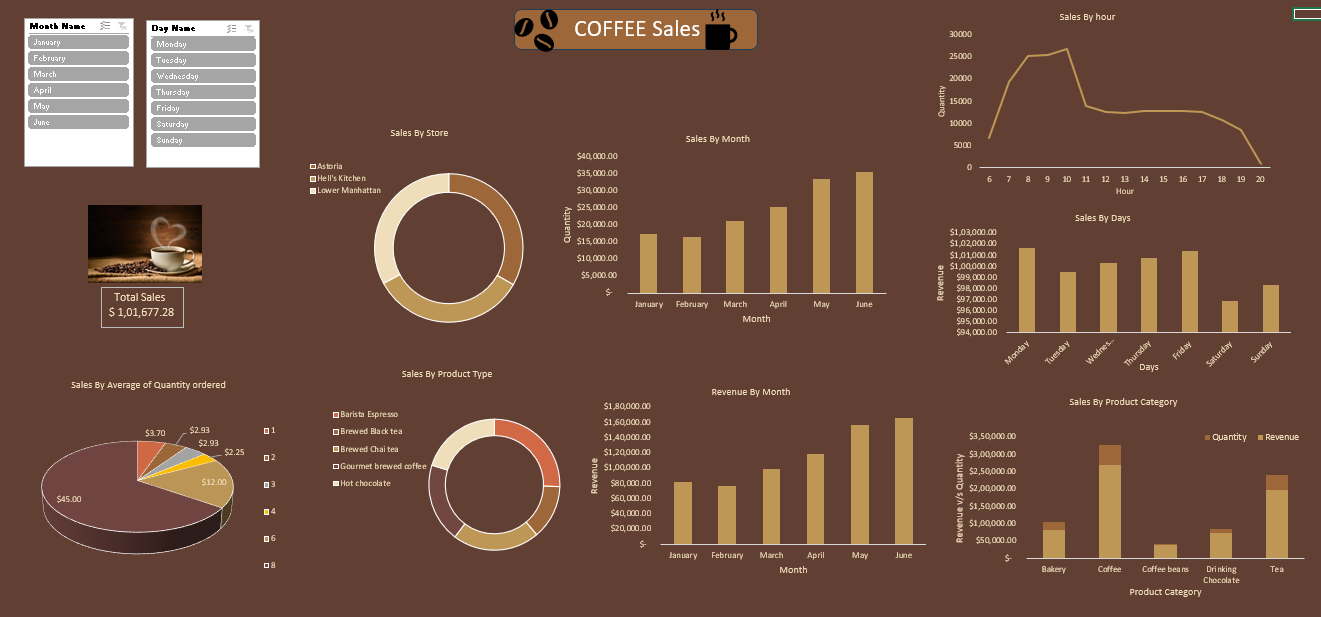 COFFEE Sales
Month Name
January
February
March
April
May
June
Day Name
Monday
Tuesday
Wednesday
Thursday
Friday
Saturday
Sunday
Total Sales
$ 1,01,677.28
Sales By Store
Astoria
Hell's Kitchen
Lower Manhattan
Sales By Month
Quantity
$40,000.00
$35,000.00
$30,000.00
$25,000.00
$20,000.00
$15,000.00
$10,000.00
$5,000.00
$-
January February March April May June
Month
Sales By hour
Quantity
30000
25000
20000
15000
10000
5000
0
6 7 8 9 10 11 12 13 14 15 16 17 18 19 20
Hour
Sales By Days
Revenue
$1,03,000.00
$1,02,000.00
$1,01,000.00
$1,00,000.00
$99,000.00
$98,000.00
$97,000.00
$96,000.00
$95,000.00
$94,000.00
Monday Tuesday Wednes... Thursday Friday Saturday Sunday
Days
Sales By Average of Quantity ordered
$3.70
$2.93
$2.93
$2.25
$12.00
$45.00
1
2
3
4
6
8
Sales By Product Type
Barista Espresso
Brewed Black tea
Brewed Chai tea
Gourmet brewed coffee
Hot chocolate
Revenue By Month
Revenue
$1,80,000.00
$1,60,000.00
$1,40,000.00
$1,20,000.00
$1,00,000.00
$80,000.00
$60,000.00
$40,000.00
$20,000.00
$-
January February March April May June
Month
Sales By Product Category
Quantity Revenue
Revenue v/s Quantity
$3,50,000.00
$3,00,000.00
$2,50,000.00
$2,00,000.00
$1,50,000.00
$1,00,000.00
$50,000.00
$-
Bakery Coffee Coffee beans Drinking Chocolate Tea
Product Category